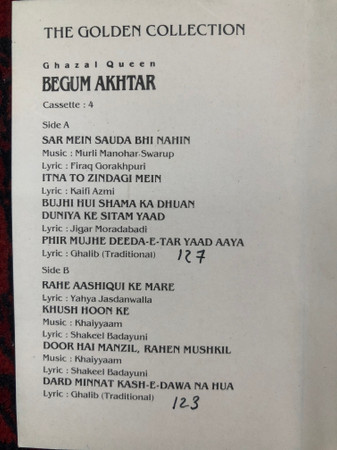 THE GOLDEN COLLECTION
Ghazal Queen
BEGUM AKHTAR
Cassette : 4
Side A
SAR MEIN SAUDA BHI NAHIN
Music : Murli Manohar-Swarup
Lyric : Firaq Gorakhpuri
ITNA TO ZINDAGI MEIN
Lyric : Kaifi Azmi
BUJHI HUI SHAMA KA DHUAN
DUNIYA KE SITAM YAAD
Lyric : Jigar Moradabadi
PHIR MUJHE DEEDA-E-TAR YAAD AAYA
Lyric : Ghalib (Traditional) 127
Side B
RAHE AASHIQUI KE MARE
Lyric : Yahya Jasdanwalla
KHUSH HOON KE
Music : Khaiyyaam
Lyric : Shakeel Badayuni
DOOR HAI MANZIL, RAHEN MUSHKIL
Music : Khaiyyaam
Lyric : Shakeel Badayuni
DARD MINNAT KASH-E-DAWA NA HUA
Lyric : Ghalib (Traditional) 123